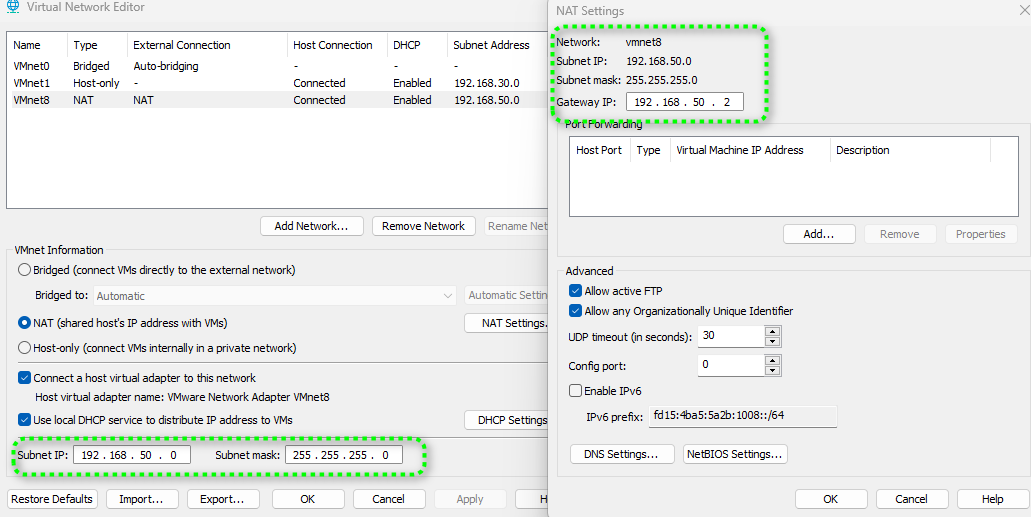 Virtual Network Editor
Name Type External Connection Host Connection DHCP Subnet Address
VMnet0 Bridged Auto-bridging - - -
VMnet1 Host-only - Connected Enabled 192.168.30.0
VMnet8 NAT NAT Connected Enabled 192.168.50.0
Add Network... Remove Network Rename Net
VMnet Information
Bridged (connect VMs directly to the external network)
Bridged to: Automatic Automatic Settin
NAT (shared host's IP address with VMs) NAT Settings.
Host-only (connect VMs internally in a private network)
Connect a host virtual adapter to this network
Host virtual adapter name: VMware Network Adapter VMnet8
Use local DHCP service to distribute IP address to VMs DHCP Settings
Subnet IP: 192 . 168 . 50 . 0 Subnet mask: 255 . 255 . 255 . 0
Restore Defaults Import... Export... OK Cancel Apply H
NAT Settings
Network: vmnet8
Subnet IP: 192.168.50.0
Subnet mask: 255.255.255.0
Gateway IP: 192 . 168 . 50 . 2
Port Forwarding
Host Port Type Virtual Machine IP Address Description
Add... Remove Properties
Advanced
Allow active FTP
Allow any Organizationally Unique Identifier
UDP timeout (in seconds): 30
Config port: 0
Enable IPv6
IPv6 prefix: fd15:4ba5:5a2b:1008::/64
DNS Settings... NetBIOS Settings...
OK Cancel Help